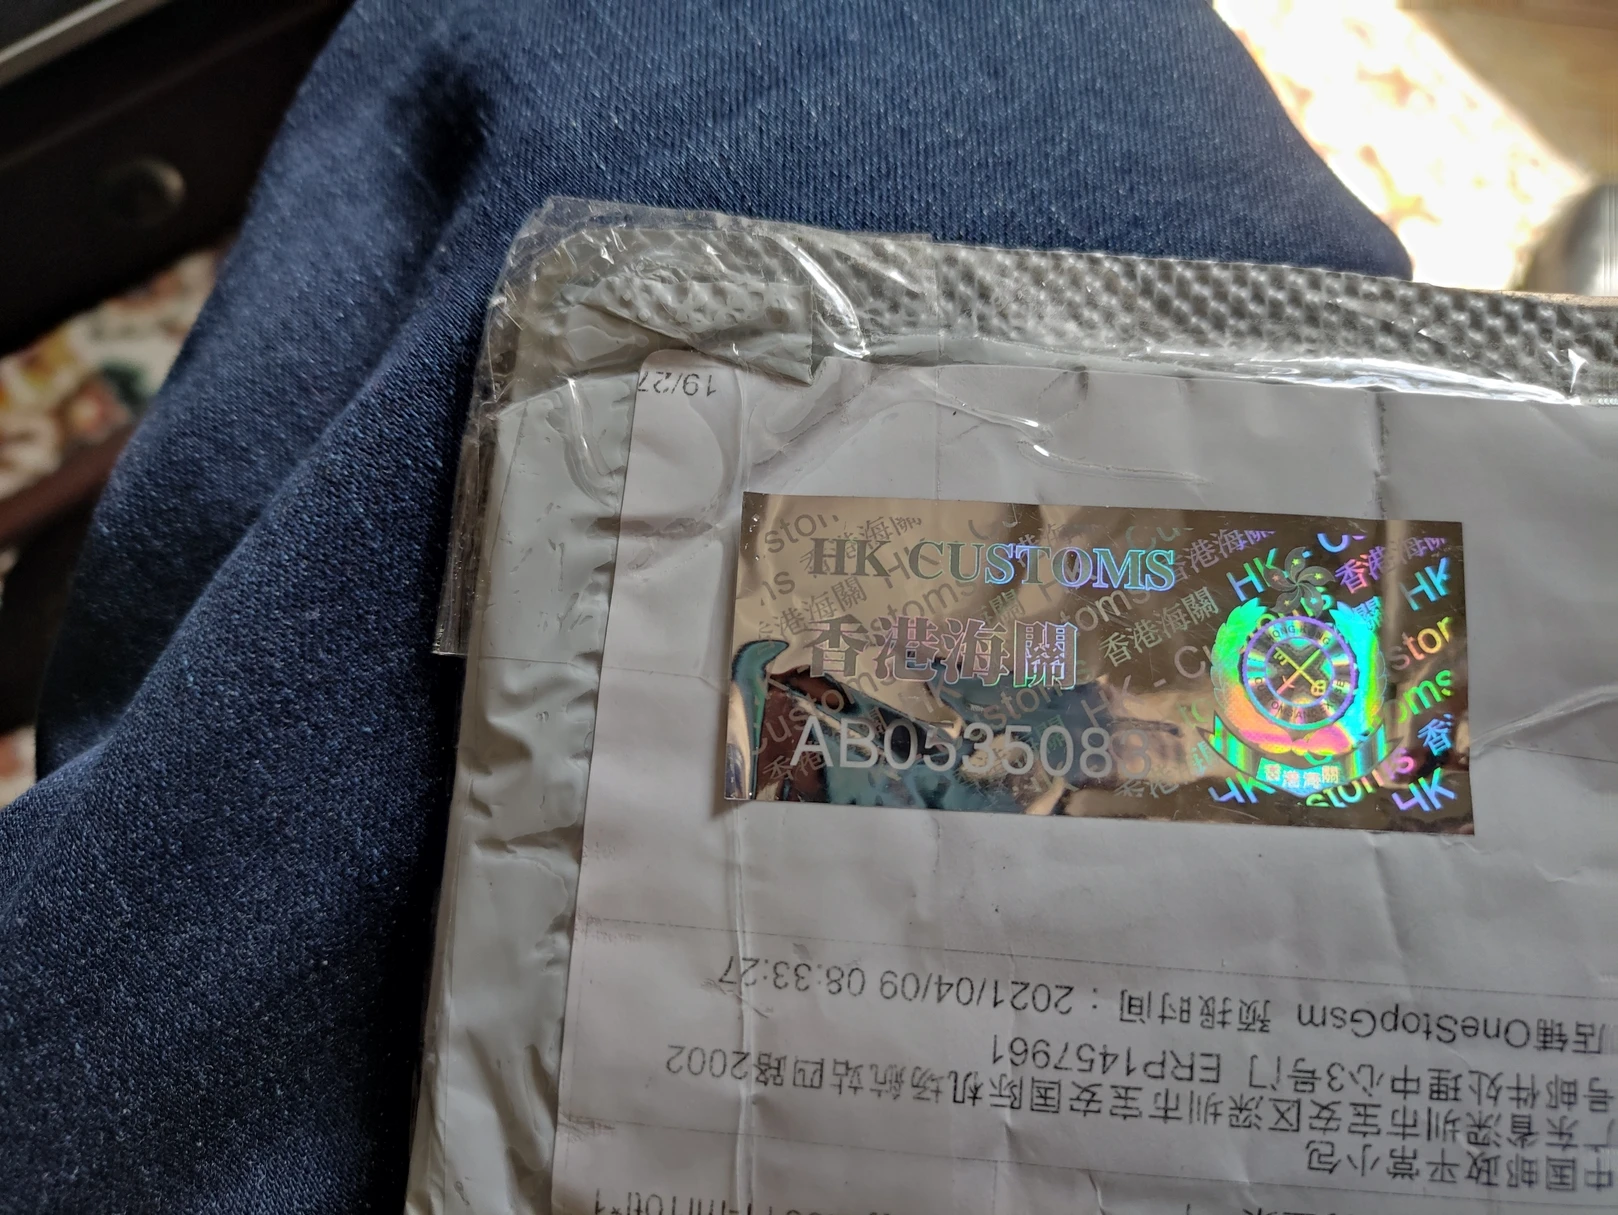 19/27
HK CUSTOMS
香港海關
AB0535088
香港海關
店铺OneStopGsm 预报时间：2021/04/09 08:33:27
号邮件处理中心3号门 ERP1457961
广东省深圳市宝安区深圳市宝安国际机场航站四路2002
中国邮政平常小包